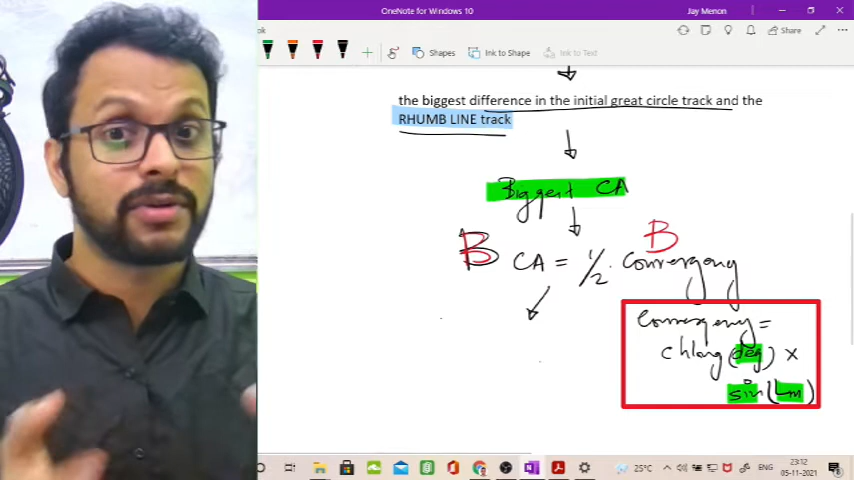 OneNote for Windows 10
Jay Menon
ok
Share
Shapes
Ink to Shape
Ink to Text
the biggest difference in the initial great circle track and the
RHUMB LINE track
Biggest CA
B
B
CA = 1/2 · Convergency
Convergency =
chlong (deg) ×
sin (Lm)
25°C
ENG
23:12
05-11-2021